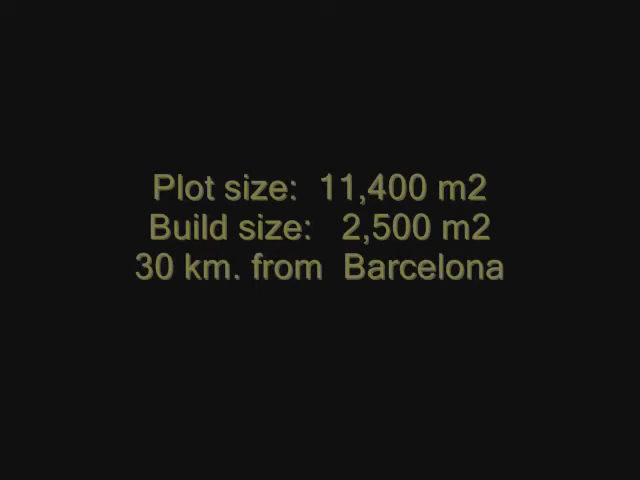 Plot size:  11,400 m2
Build size:   2,500 m2
30 km. from  Barcelona